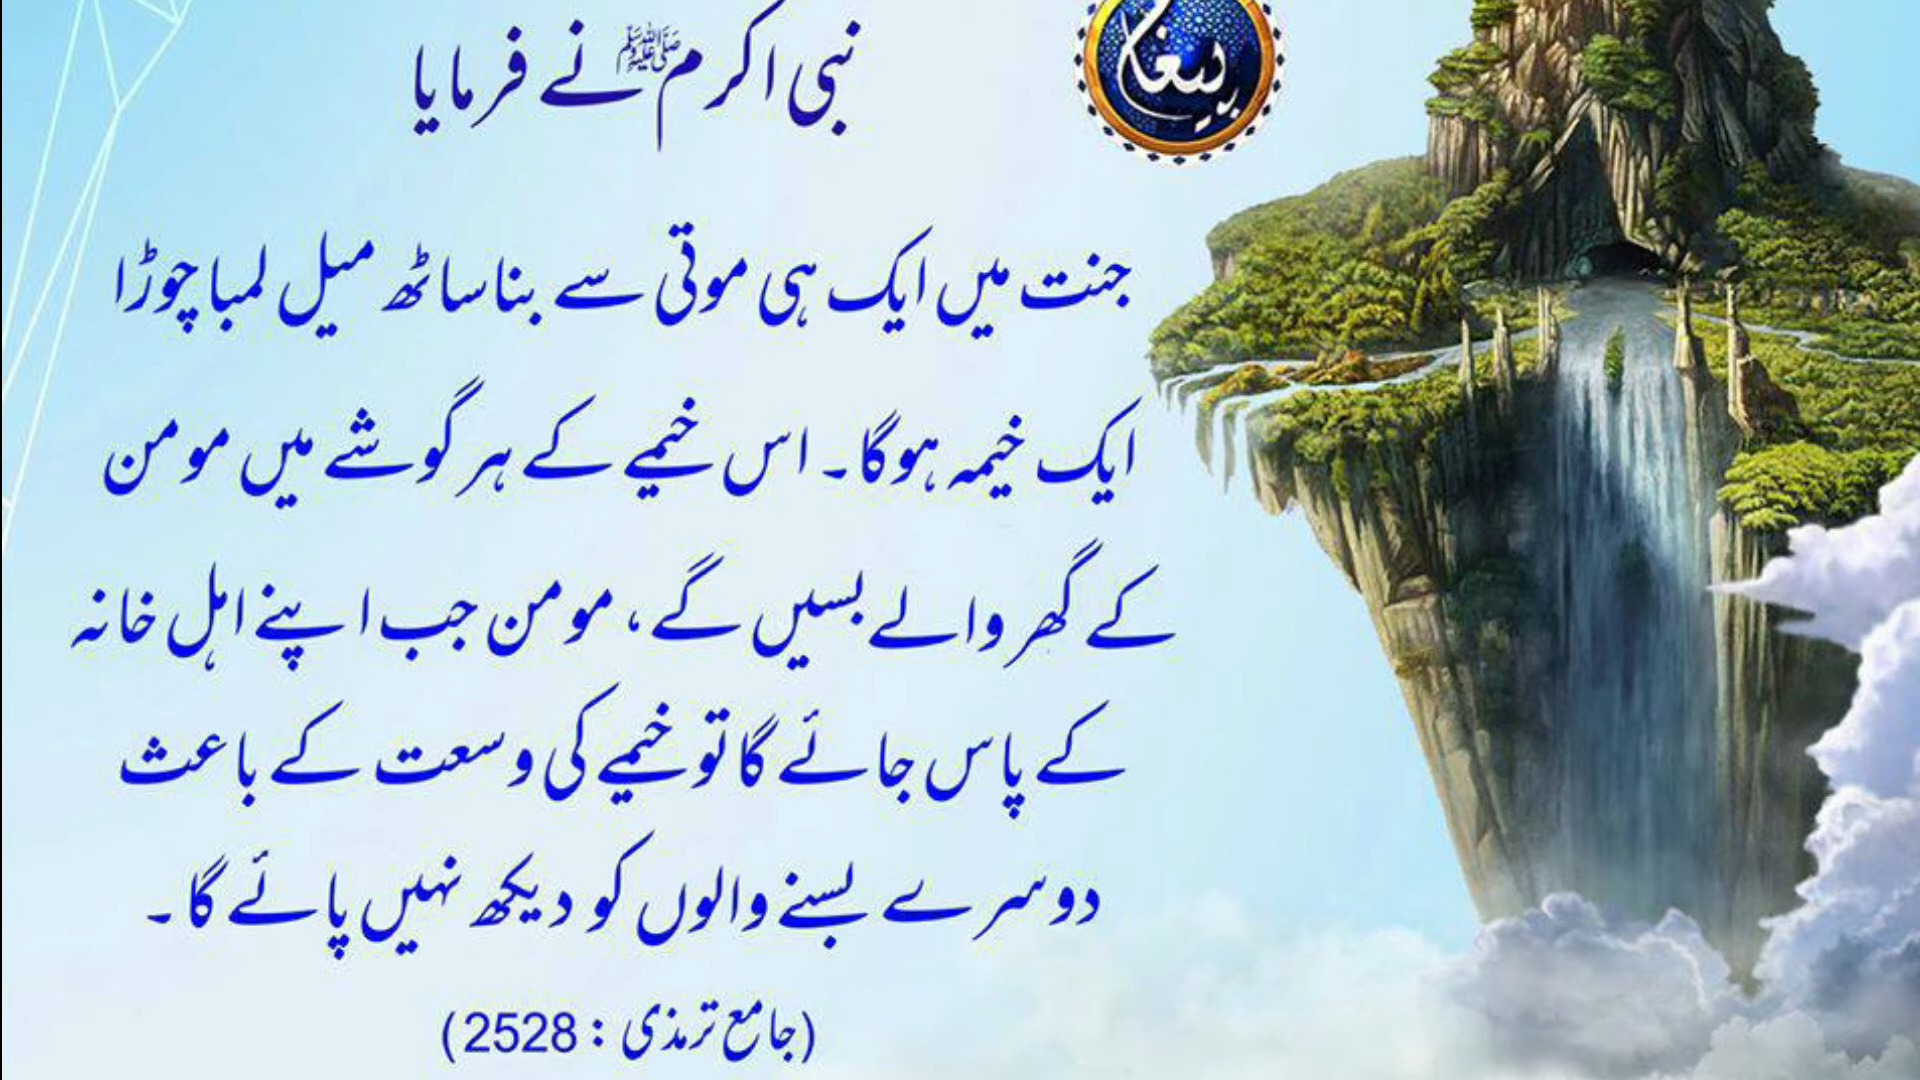 پیغام
نبی اکرم ﷺ نے فرمایا
جنت میں ایک ہی موتی سے بنا ساٹھ میل لمبا چوڑا
ایک خیمہ ہوگا۔ اس خیمے کے ہر گوشے میں مومن
کے گھر والے بسیں گے، مومن جب اپنے اہل خانہ
کے پاس جائے گا تو خیمے کی وسعت کے باعث
دوسرے بسنے والوں کو دیکھ نہیں پائے گا۔
(جامع ترمذی : 2528)